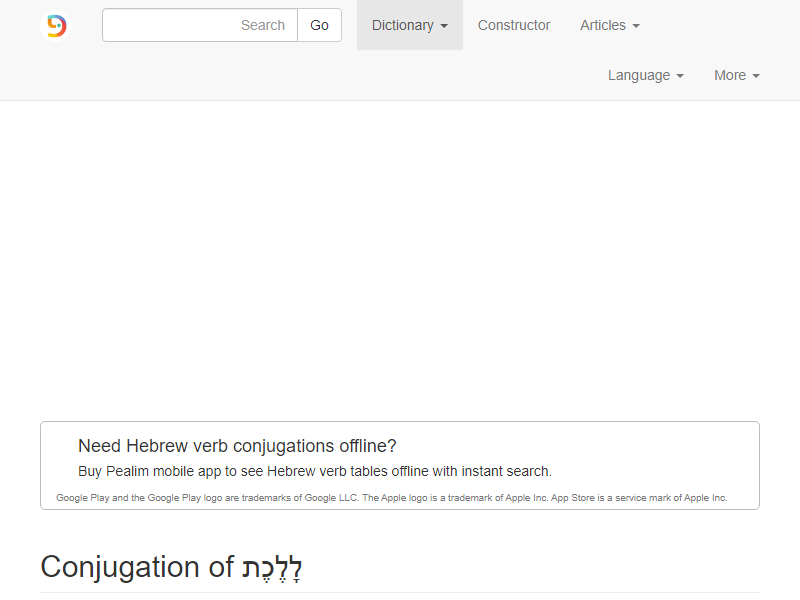 Search Go Dictionary Constructor Articles
Language More
Need Hebrew verb conjugations offline?
Buy Pealim mobile app to see Hebrew verb tables offline with instant search.
Google Play and the Google Play logo are trademarks of Google LLC. The Apple logo is a trademark of Apple Inc. App Store is a service mark of Apple Inc.
Conjugation of לָלֶכֶת